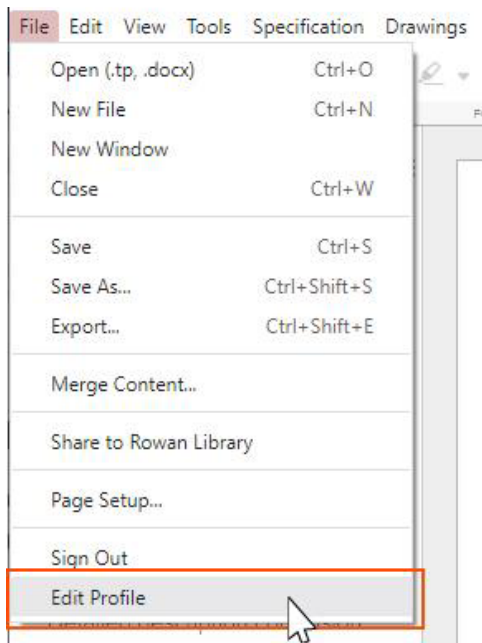 File Edit View Tools Specification Drawings
Open (.tp, .docx) Ctrl+O
New File Ctrl+N
New Window
Close Ctrl+W
Save Ctrl+S
Save As... Ctrl+Shift+S
Export... Ctrl+Shift+E
Merge Content...
Share to Rowan Library
Page Setup...
Sign Out
Edit Profile